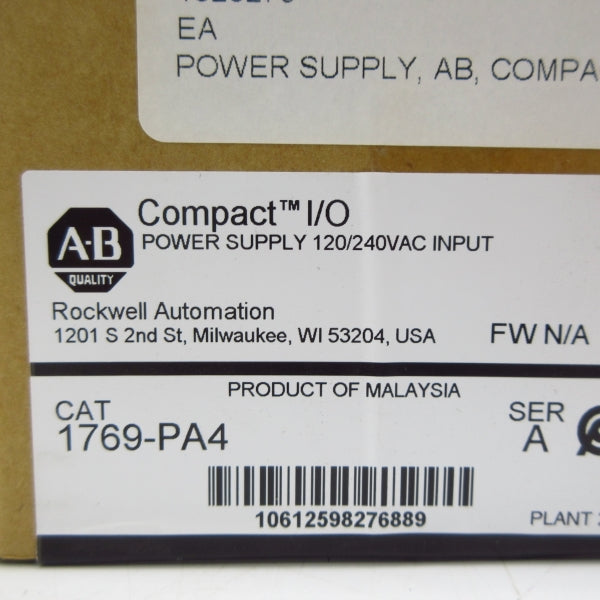 EA
POWER SUPPLY, AB, COMPA
A-B
QUALITY
Compact™ I/O
POWER SUPPLY 120/240VAC INPUT
Rockwell Automation
1201 S 2nd St, Milwaukee, WI 53204, USA
FW N/A
PRODUCT OF MALAYSIA
CAT
1769-PA4
SER
A
10612598276889
PLANT